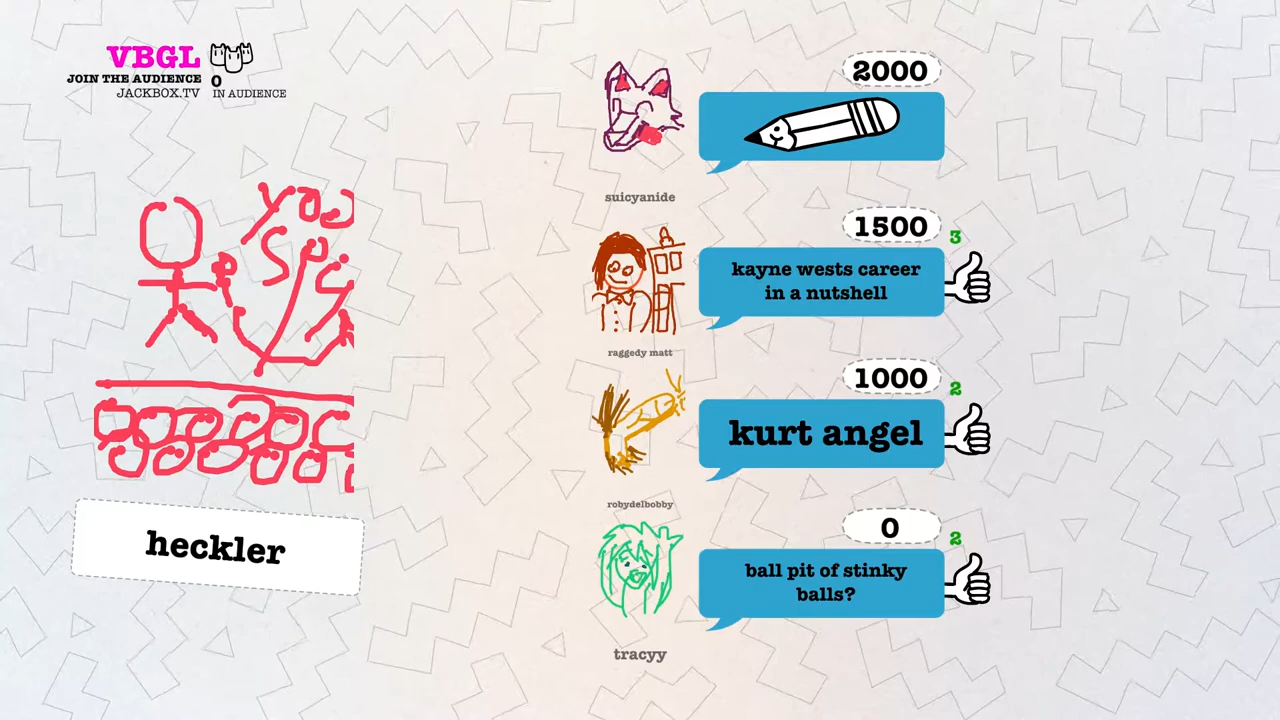 VBGL
JOIN THE AUDIENCE
JACKBOX.TV
0
IN AUDIENCE
you
heckler
2000
suicyanide
1500
3
kayne wests career
in a nutshell
raggedy matt
1000
2
kurt angel
robydelbobby
0
2
ball pit of stinky
balls?
tracyy